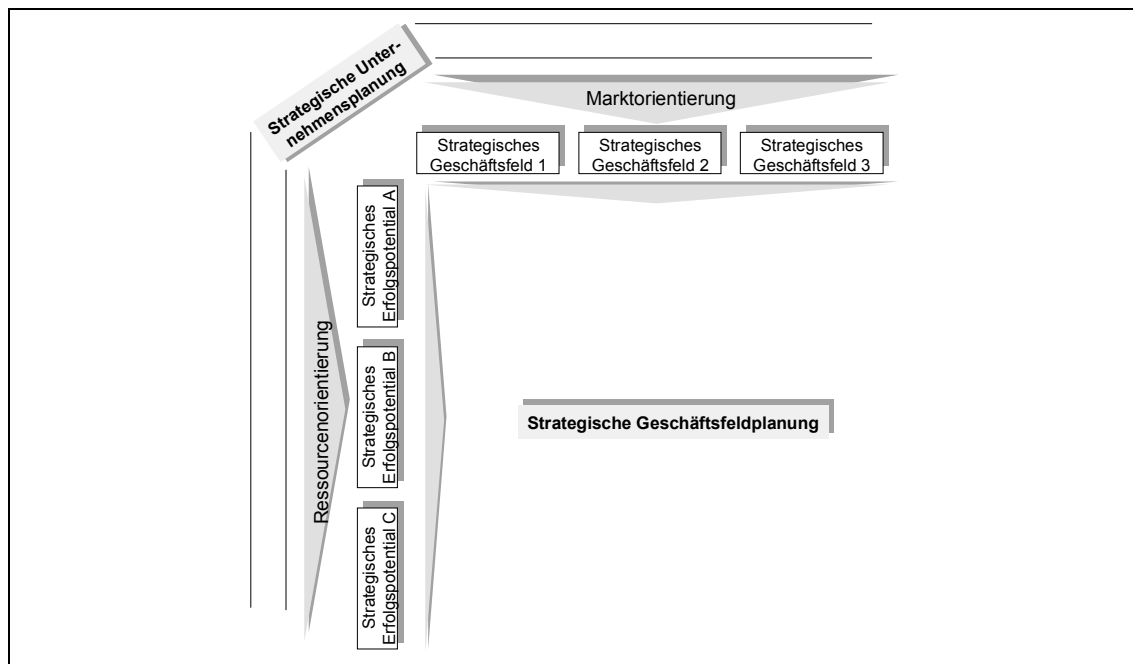 Strategische Unter-
nehmensplanung
Marktorientierung
Strategisches
Geschäftsfeld 1
Strategisches
Geschäftsfeld 2
Strategisches
Geschäftsfeld 3
Ressourcenorientierung
Strategisches
Erfolgspotential A
Strategisches
Erfolgspotential B
Strategisches
Erfolgspotential C
Strategische Geschäftsfeldplanung